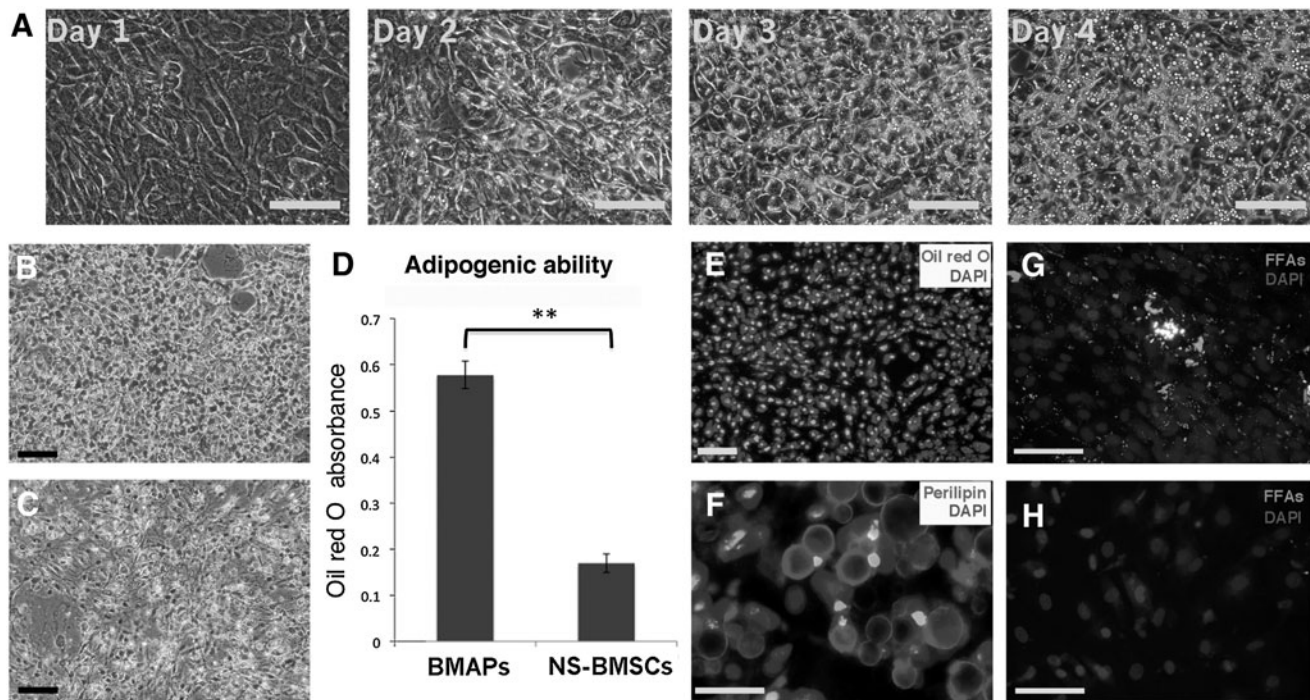 A
Day 1
Day 2
Day 3
Day 4
B
C
D
Adipogenic ability
**
Oil red O absorbance
0.7
0.6
0.5
0.4
0.3
0.2
0.1
0
BMAPs
NS-BMSCs
E
Oil red O
DAPI
F
Perilipin
DAPI
G
FFAs
DAPI
H
FFAs
DAPI